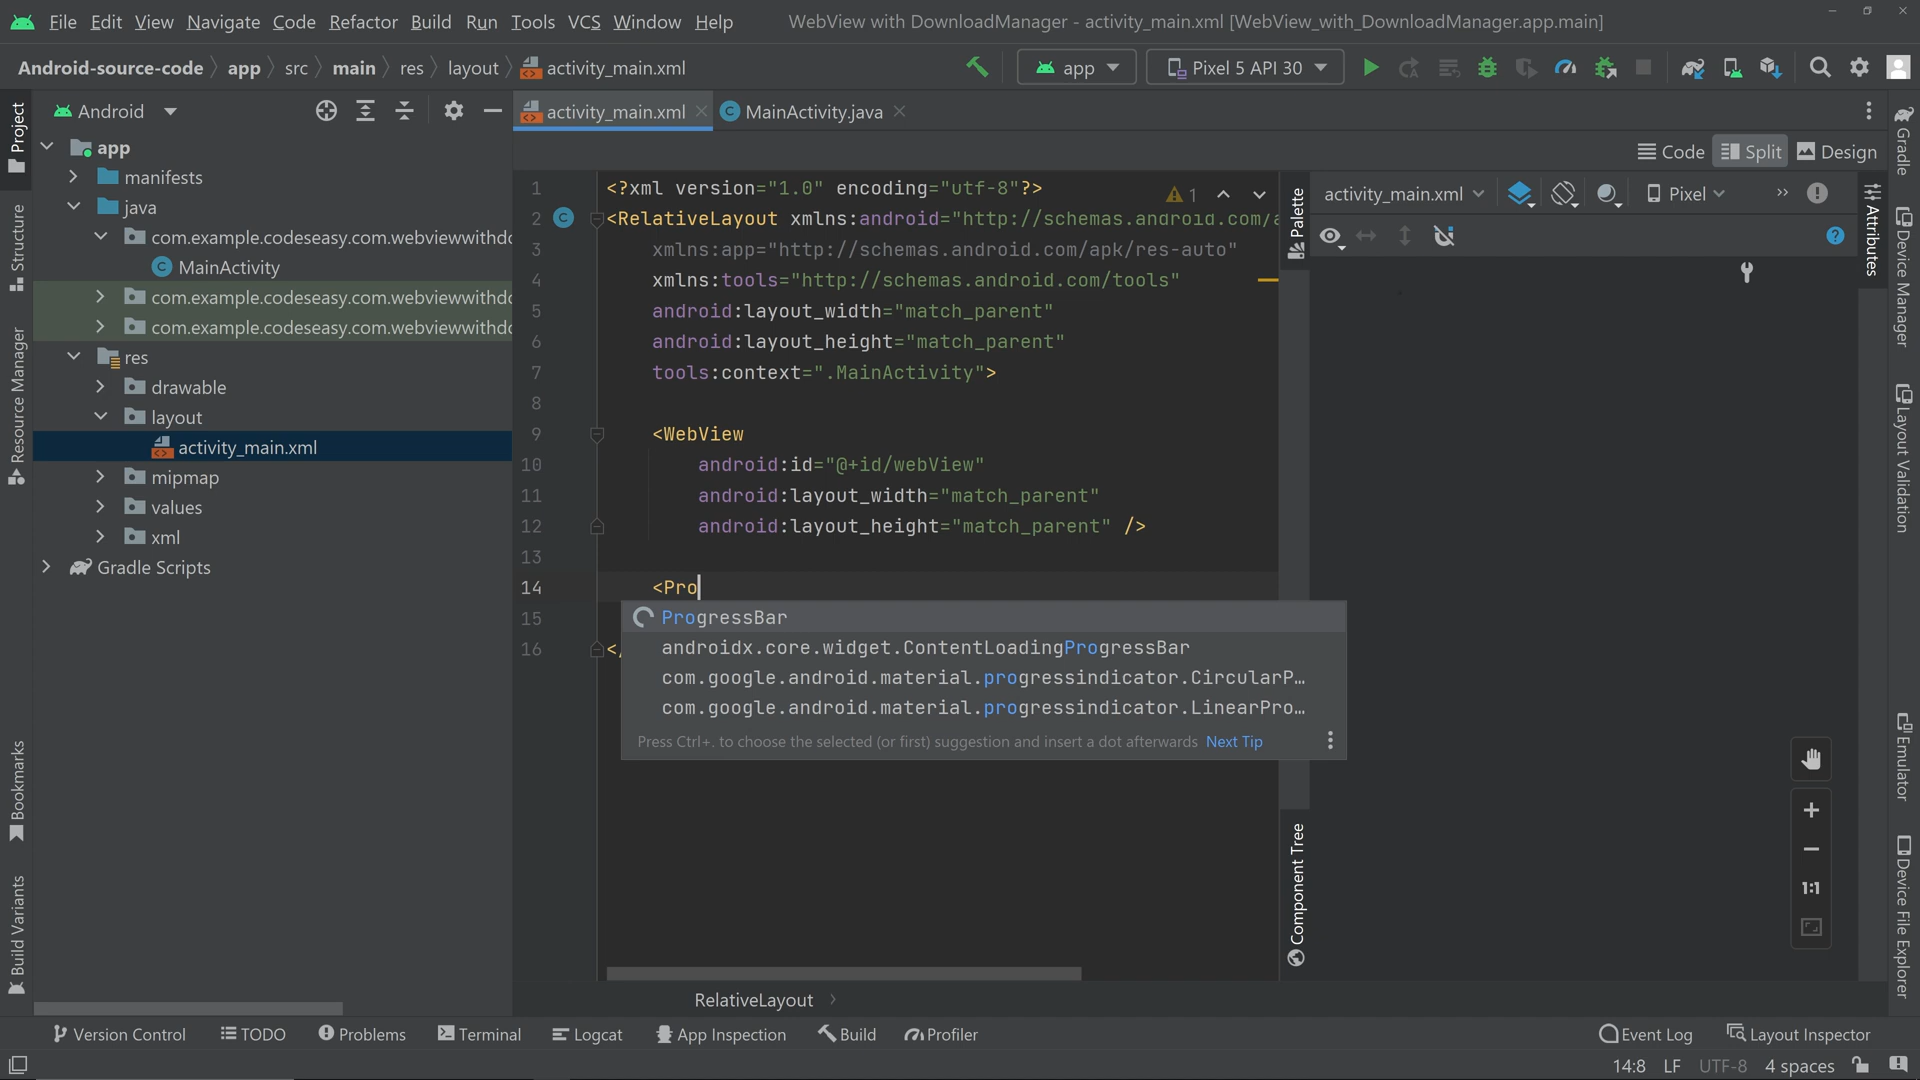 File Edit View Navigate Code Refactor Build Run Tools VCS Window Help WebView with DownloadManager - activity_main.xml [WebView_with_DownloadManager.app.main]
Android-source-code app src main res layout activity_main.xml app Pixel 5 API 30
Project
Structure
Resource Manager
Bookmarks
Build Variants
Android
app
manifests
java
com.example.codeseasy.com.webviewwithdo
MainActivity
com.example.codeseasy.com.webviewwithdo
com.example.codeseasy.com.webviewwithdo
res
drawable
layout
activity_main.xml
mipmap
values
xml
Gradle Scripts
activity_main.xml MainActivity.java
Code Split Design
1 <?xml version="1.0" encoding="utf-8"?>
1
2 <RelativeLayout xmlns:android="http://schemas.android.com/a
3 xmlns:app="http://schemas.android.com/apk/res-auto"
4 xmlns:tools="http://schemas.android.com/tools"
5 android:layout_width="match_parent"
6 android:layout_height="match_parent"
7 tools:context=".MainActivity">
8
9 <WebView
10 android:id="@+id/webView"
11 android:layout_width="match_parent"
12 android:layout_height="match_parent" />
13
14 <Pro
15
16 </
ProgressBar
androidx.core.widget.ContentLoadingProgressBar
com.google.android.material.progressindicator.CircularP…
com.google.android.material.progressindicator.LinearPro…
Press Ctrl+. to choose the selected (or first) suggestion and insert a dot afterwards Next Tip
RelativeLayout
Palette
Component Tree
activity_main.xml Pixel
1:1
Attributes
Gradle
Device Manager
Layout Validation
Emulator
Device File Explorer
Version Control TODO Problems Terminal Logcat App Inspection Build Profiler Event Log Layout Inspector
14:8 LF UTF-8 4 spaces